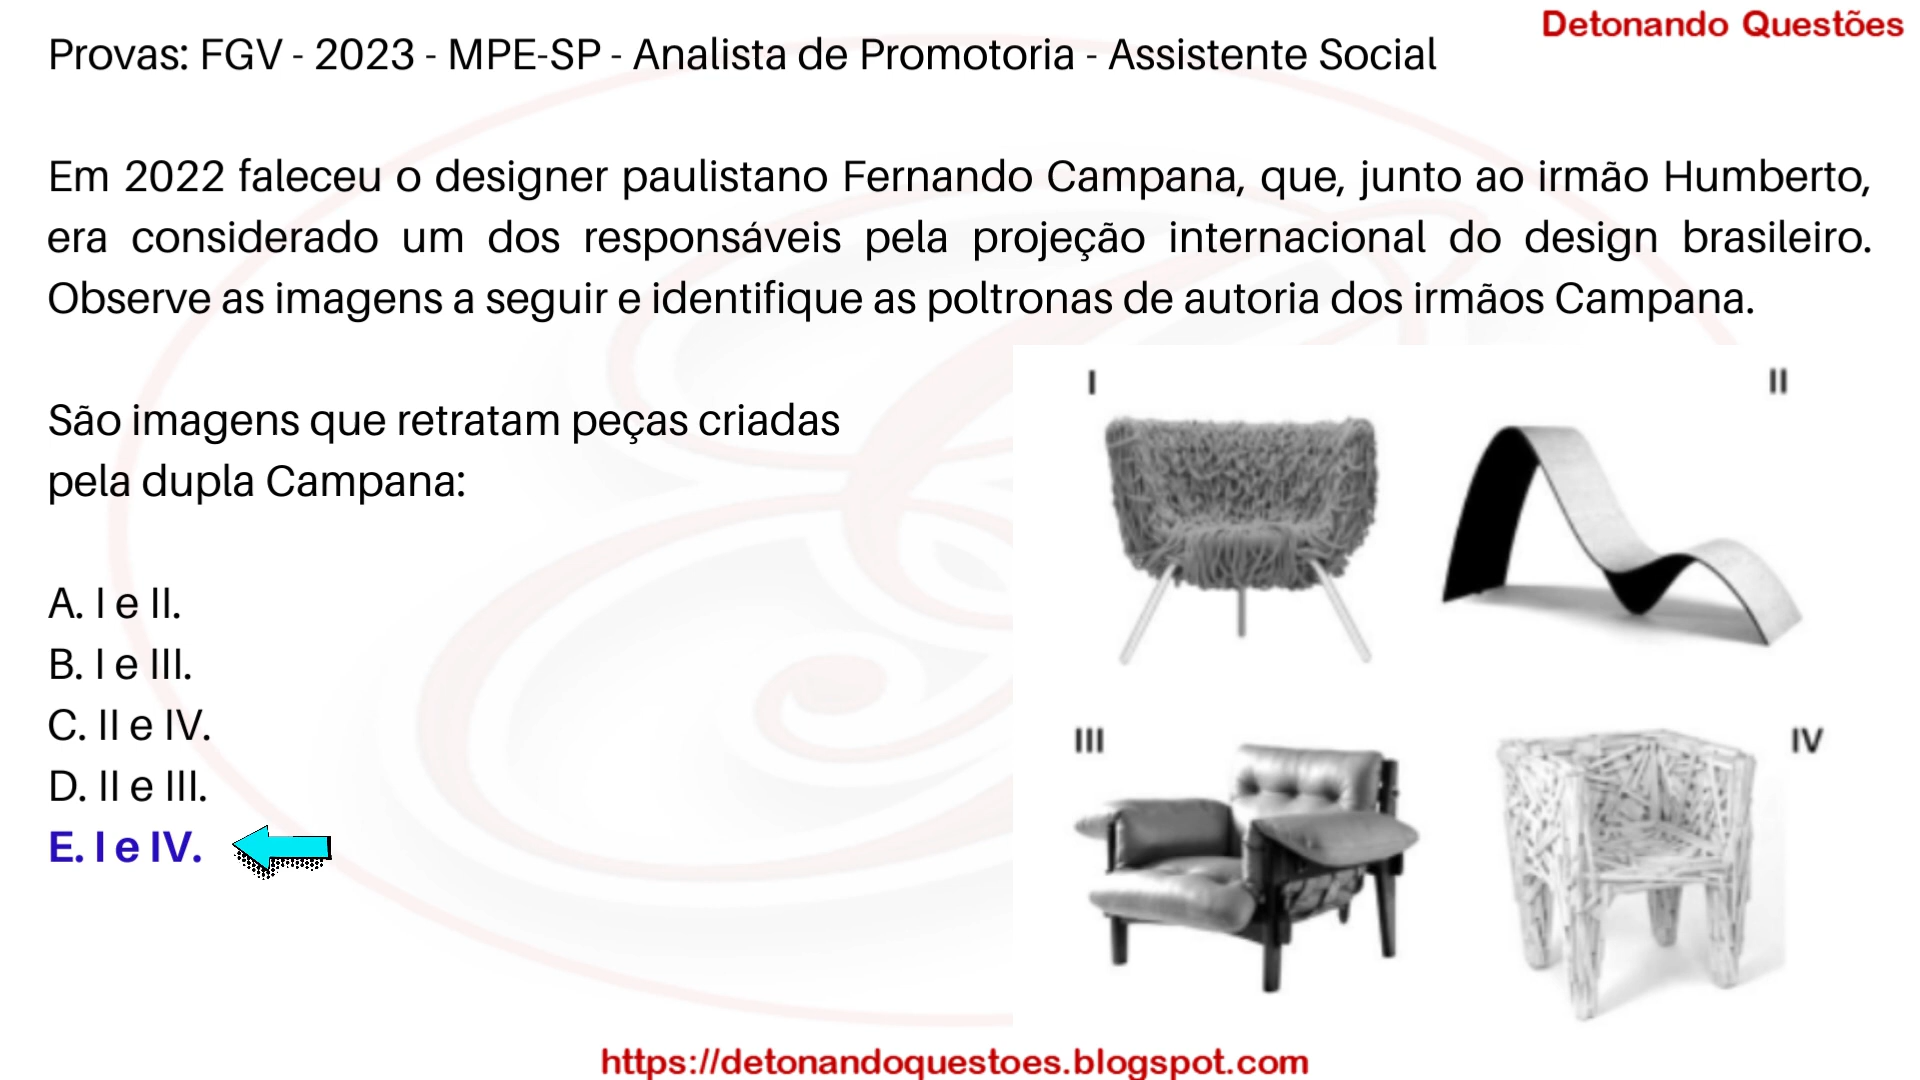 Detonando Questões
Provas: FGV - 2023 - MPE-SP - Analista de Promotoria - Assistente Social
Em 2022 faleceu o designer paulistano Fernando Campana, que, junto ao irmão Humberto,
era considerado um dos responsáveis pela projeção internacional do design brasileiro.
Observe as imagens a seguir e identifique as poltronas de autoria dos irmãos Campana.
São imagens que retratam peças criadas
pela dupla Campana:
A. I e II.
B. I e III.
C. II e IV.
D. II e III.
E. I e IV.
I
II
III
IV
https://detonandoquestoes.blogspot.com